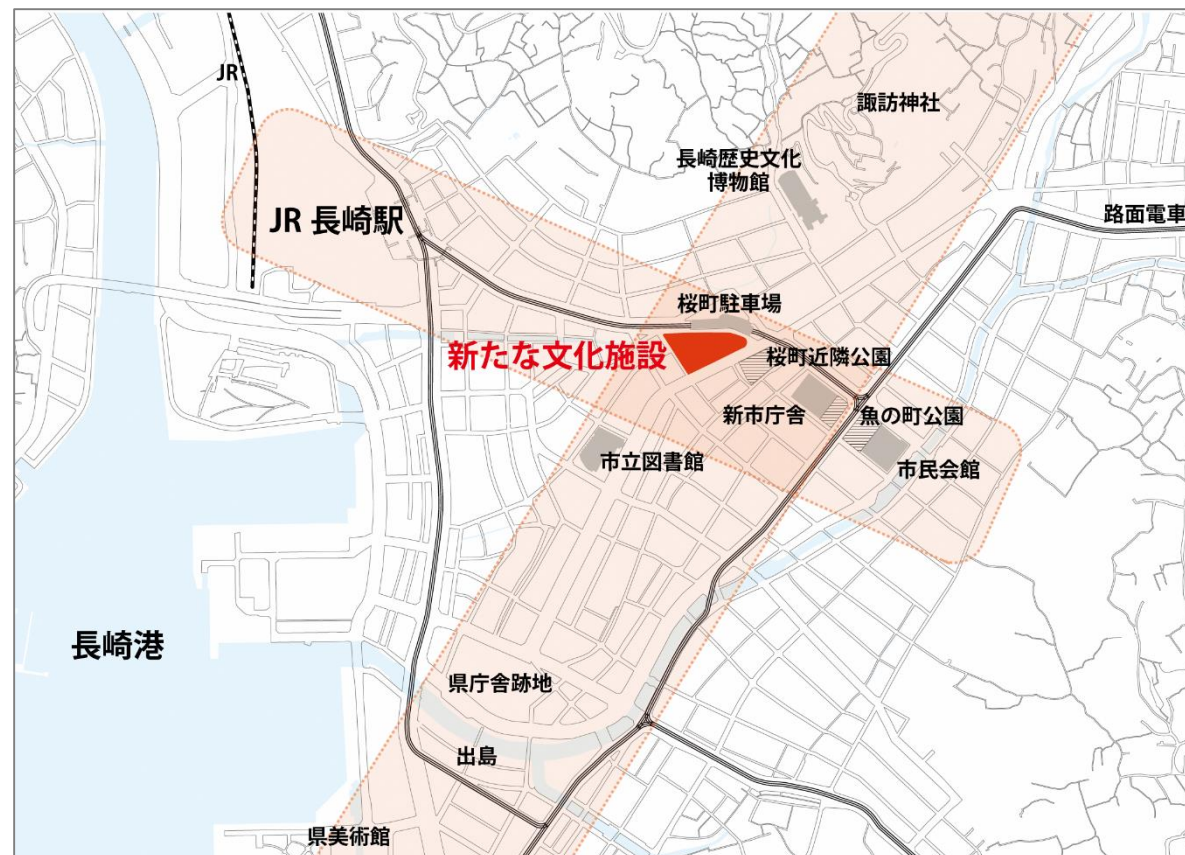 JR
諏訪神社
長崎歴史文化
博物館
JR 長崎駅
路面電車
桜町駐車場
新たな文化施設
桜町近隣公園
新市庁舎
魚の町公園
市立図書館
市民会館
長崎港
県庁舎跡地
出島
県美術館